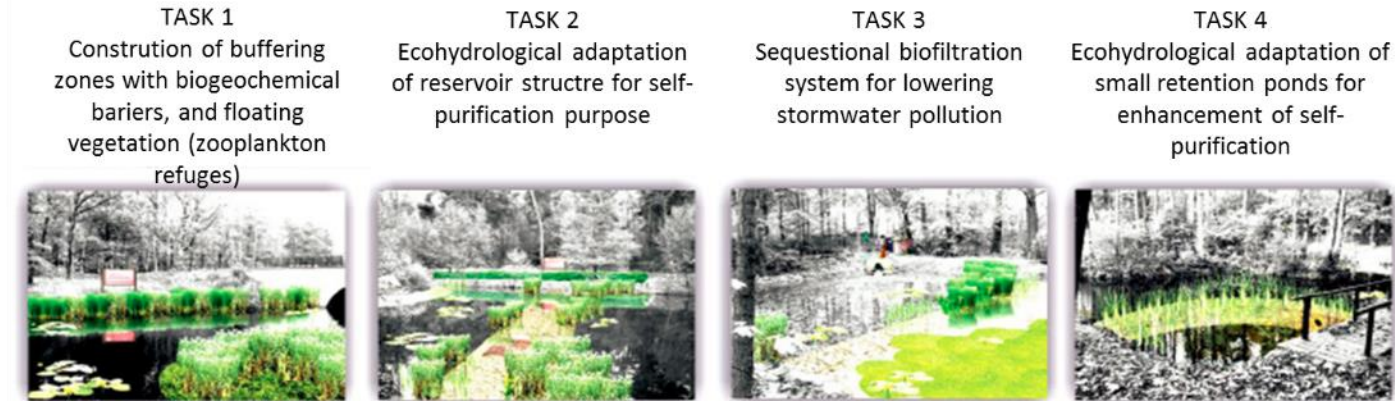 TASK 1
Constrution of buffering
zones with biogeochemical
bariers, and floating
vegetation (zooplankton
refuges)
TASK 2
Ecohydrological adaptation
of reservoir structre for self-
purification purpose
TASK 3
Sequestional biofiltration
system for lowering
stormwater pollution
TASK 4
Ecohydrological adaptation of
small retention ponds for
enhancement of self-
purification